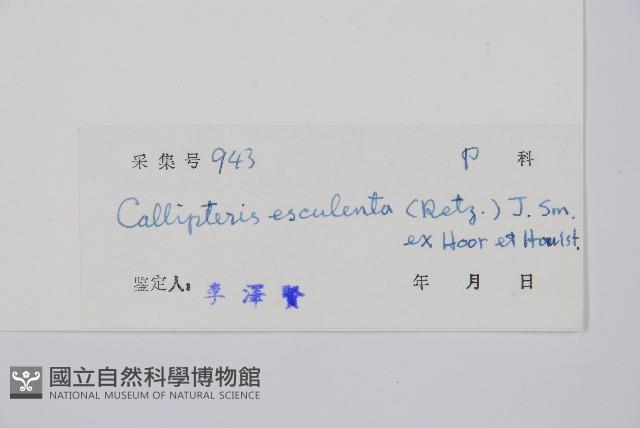 采集号 943 P 科
Callipteris esculenta (Retz.) J. Sm.
ex Hoor et Houlst.
鉴定人: 李澤賢 年 月 日
國立自然科學博物館
NATIONAL MUSEUM OF NATURAL SCIENCE